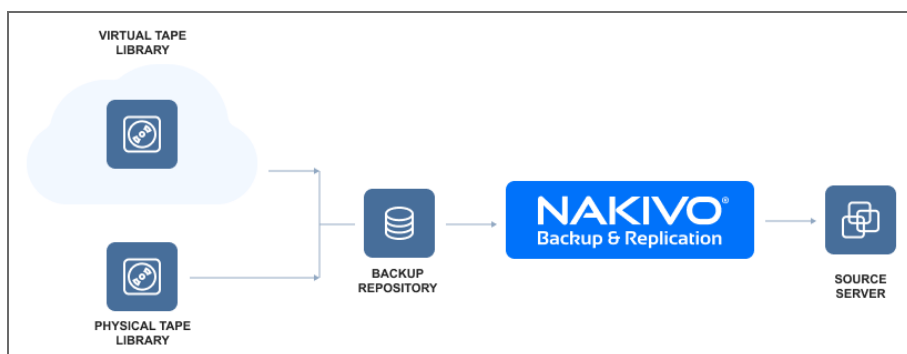 VIRTUAL TAPE
LIBRARY
NAKIVO®
Backup & Replication
BACKUP
REPOSITORY
SOURCE
SERVER
PHYSICAL TAPE
LIBRARY